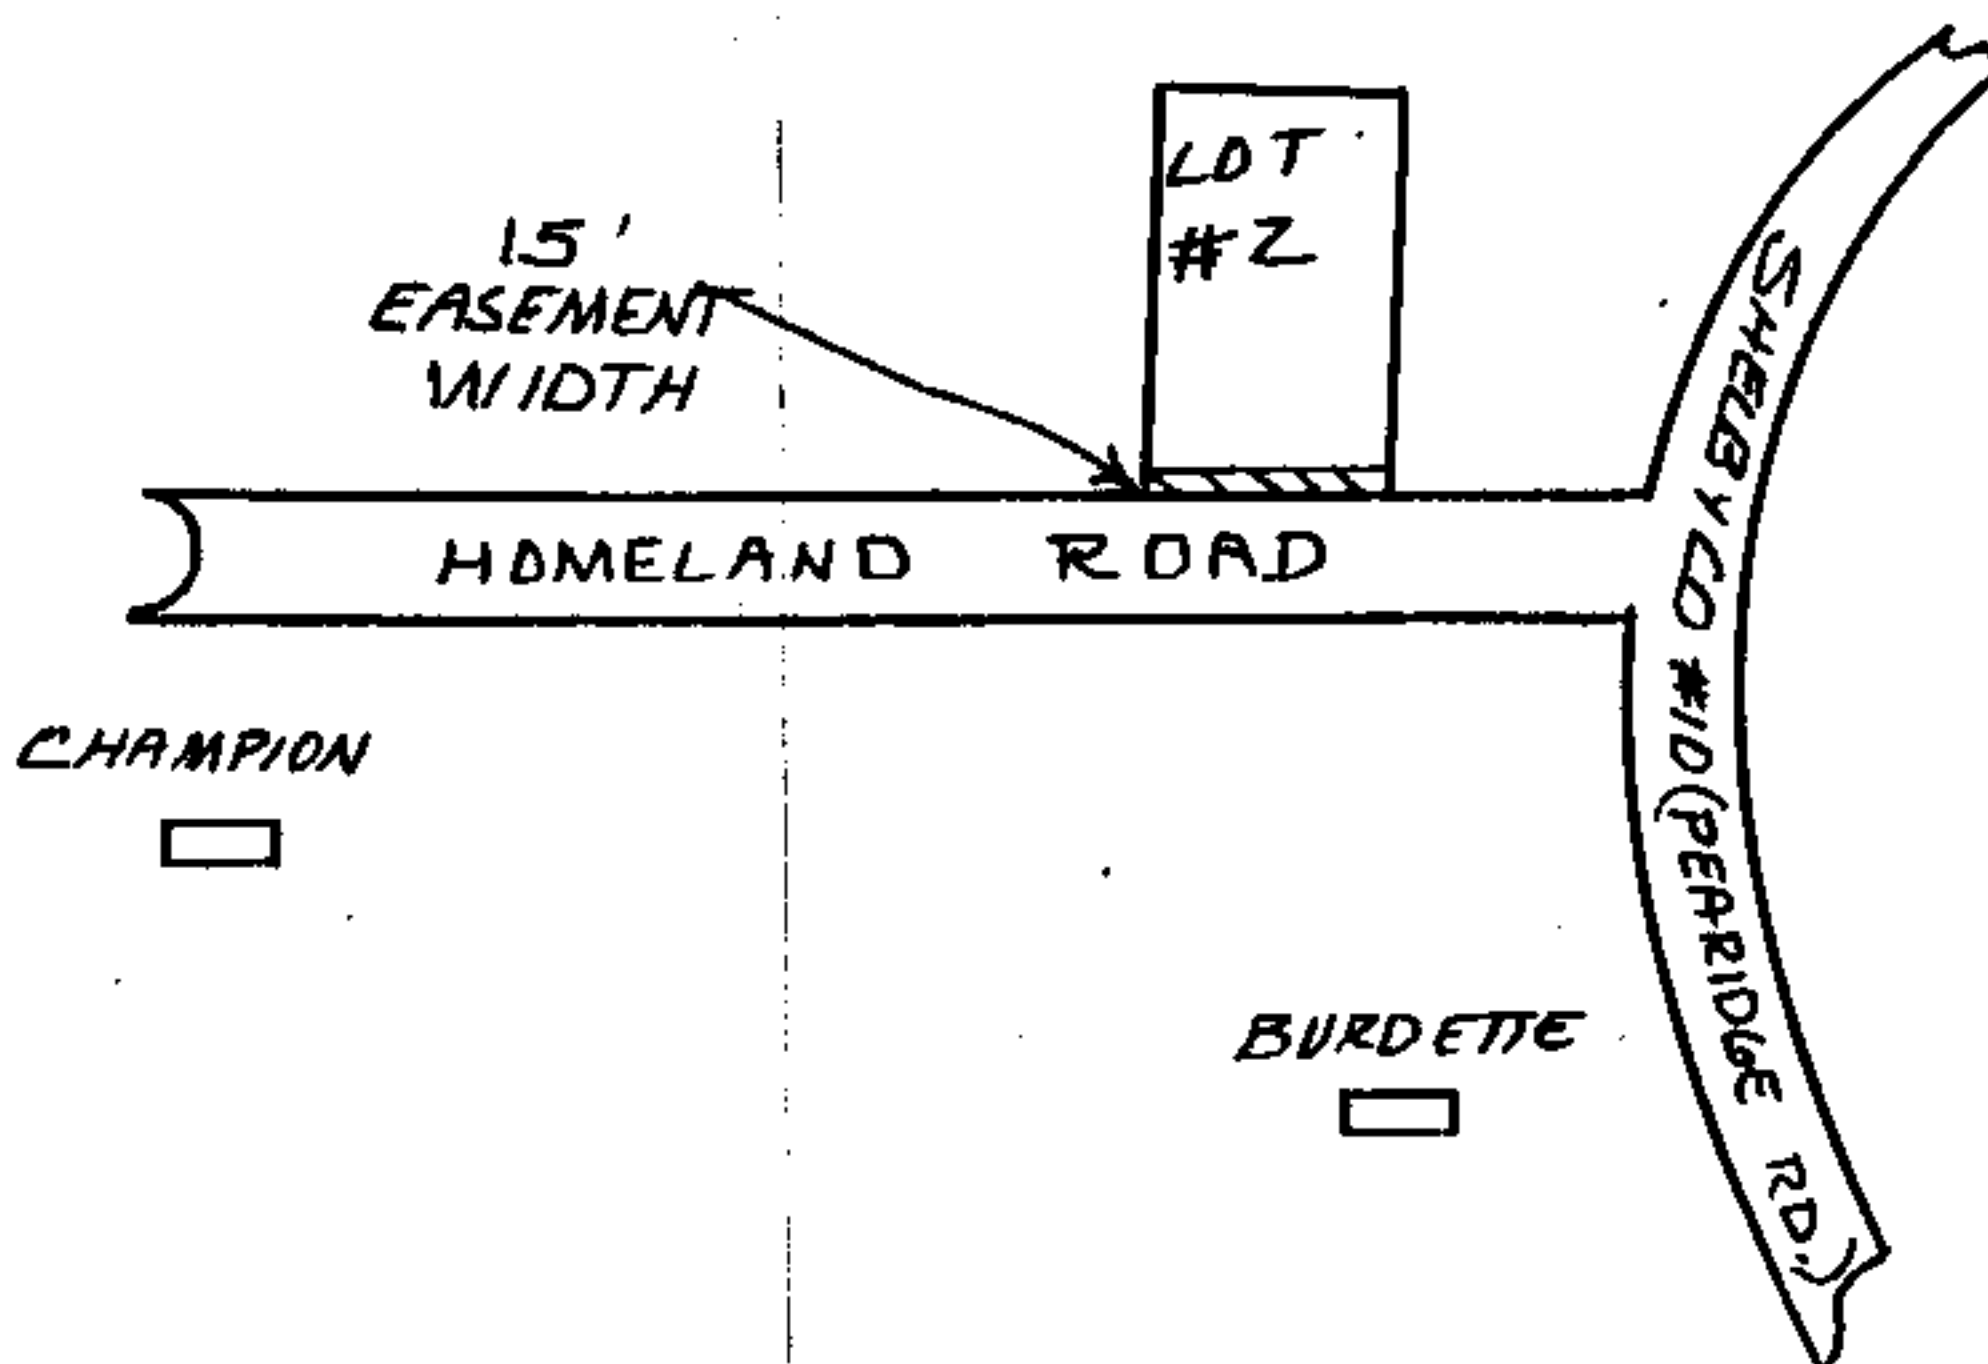 LOT
#2
15'
EASEMENT
WIDTH
HOMELAND ROAD
SHELBY CO #10 (PEARIDGE RD.)
CHAMPION
BURDETTE